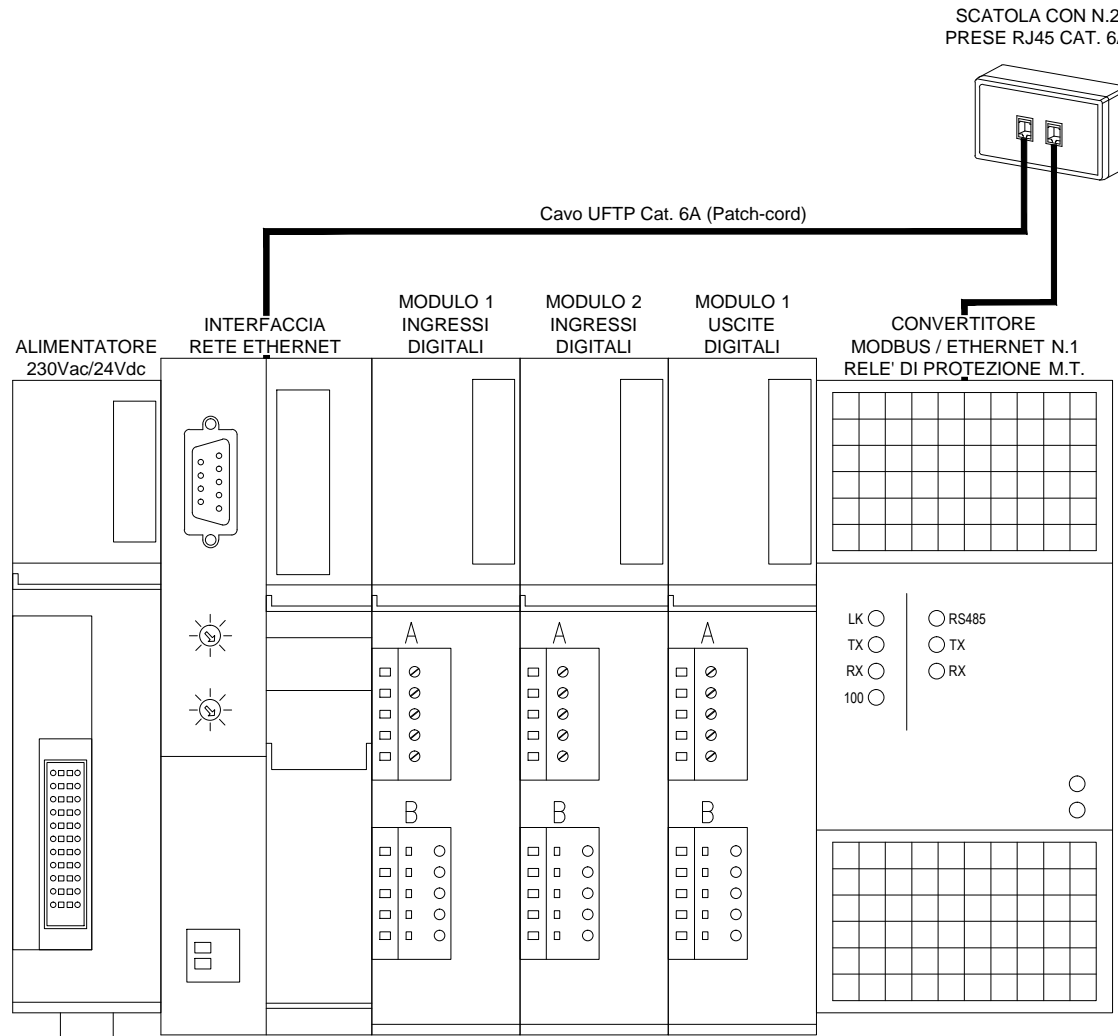 SCATOLA CON N.2
PRESE RJ45 CAT. 6
Cavo UFTP Cat. 6A (Patch-cord)
ALIMENTATORE
230Vac/24Vdc
INTERFACCIA
RETE ETHERNET
MODULO 1
INGRESSI
DIGITALI
MODULO 2
INGRESSI
DIGITALI
MODULO 1
USCITE
DIGITALI
CONVERTITORE
MODBUS / ETHERNET N.1
RELE' DI PROTEZIONE M.T.
A
A
A
LK
TX
RX
100
RS485
TX
RX
B
B
B